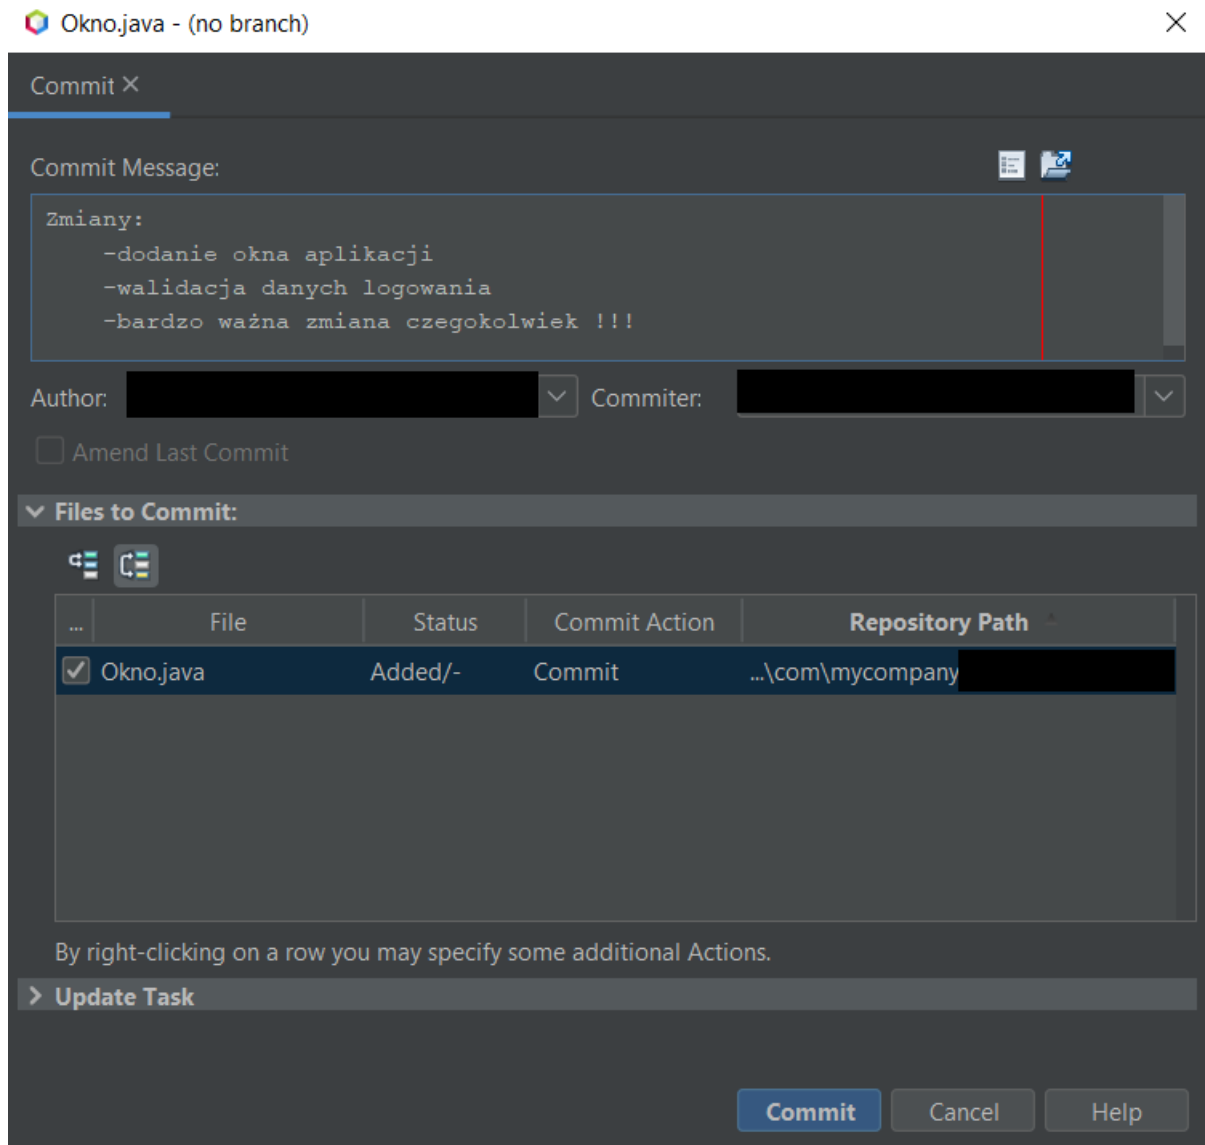 Okno.java - (no branch)
Commit
Commit Message:
Zmiany:
-dodanie okna aplikacji
-walidacja danych logowania
-bardzo ważna zmiana czegokolwiek !!!
Author: Commiter:
Amend Last Commit
Files to Commit:
... File Status Commit Action Repository Path
Okno.java Added/- Commit ...\com\mycompany
By right-clicking on a row you may specify some additional Actions.
Update Task
Commit Cancel Help